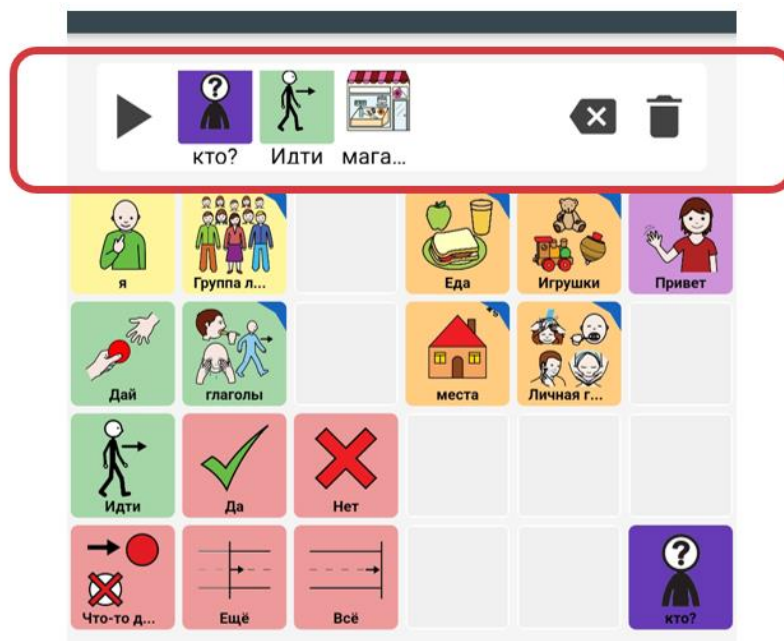 кто? Идти мага...
я Группа л... Еда Игрушки Привет
Дай глаголы места Личная г...
Идти Да Нет
Что-то д... Ещё Всё кто?